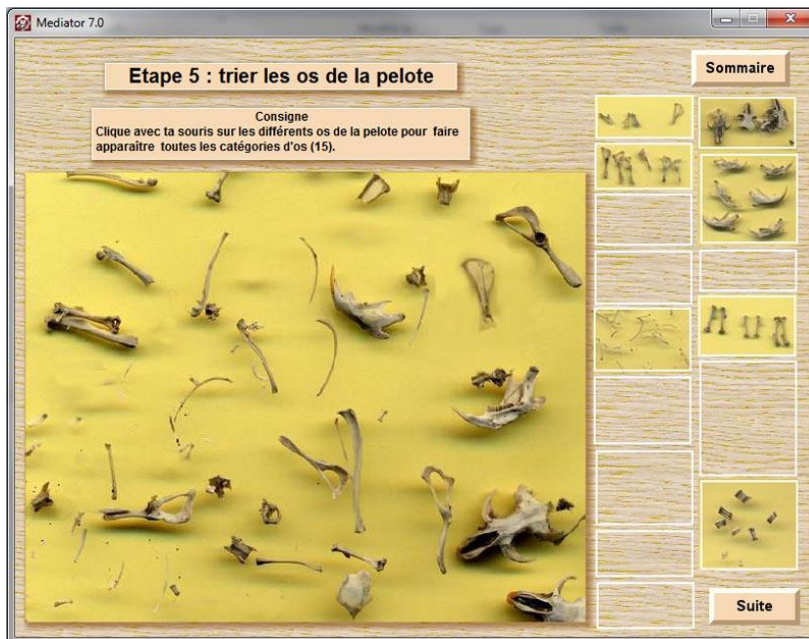 Mediator 7.0
Etape 5 : trier les os de la pelote
Sommaire
Consigne
Clique avec ta souris sur les différents os de la pelote pour faire
apparaître toutes les catégories d'os (15).
Suite